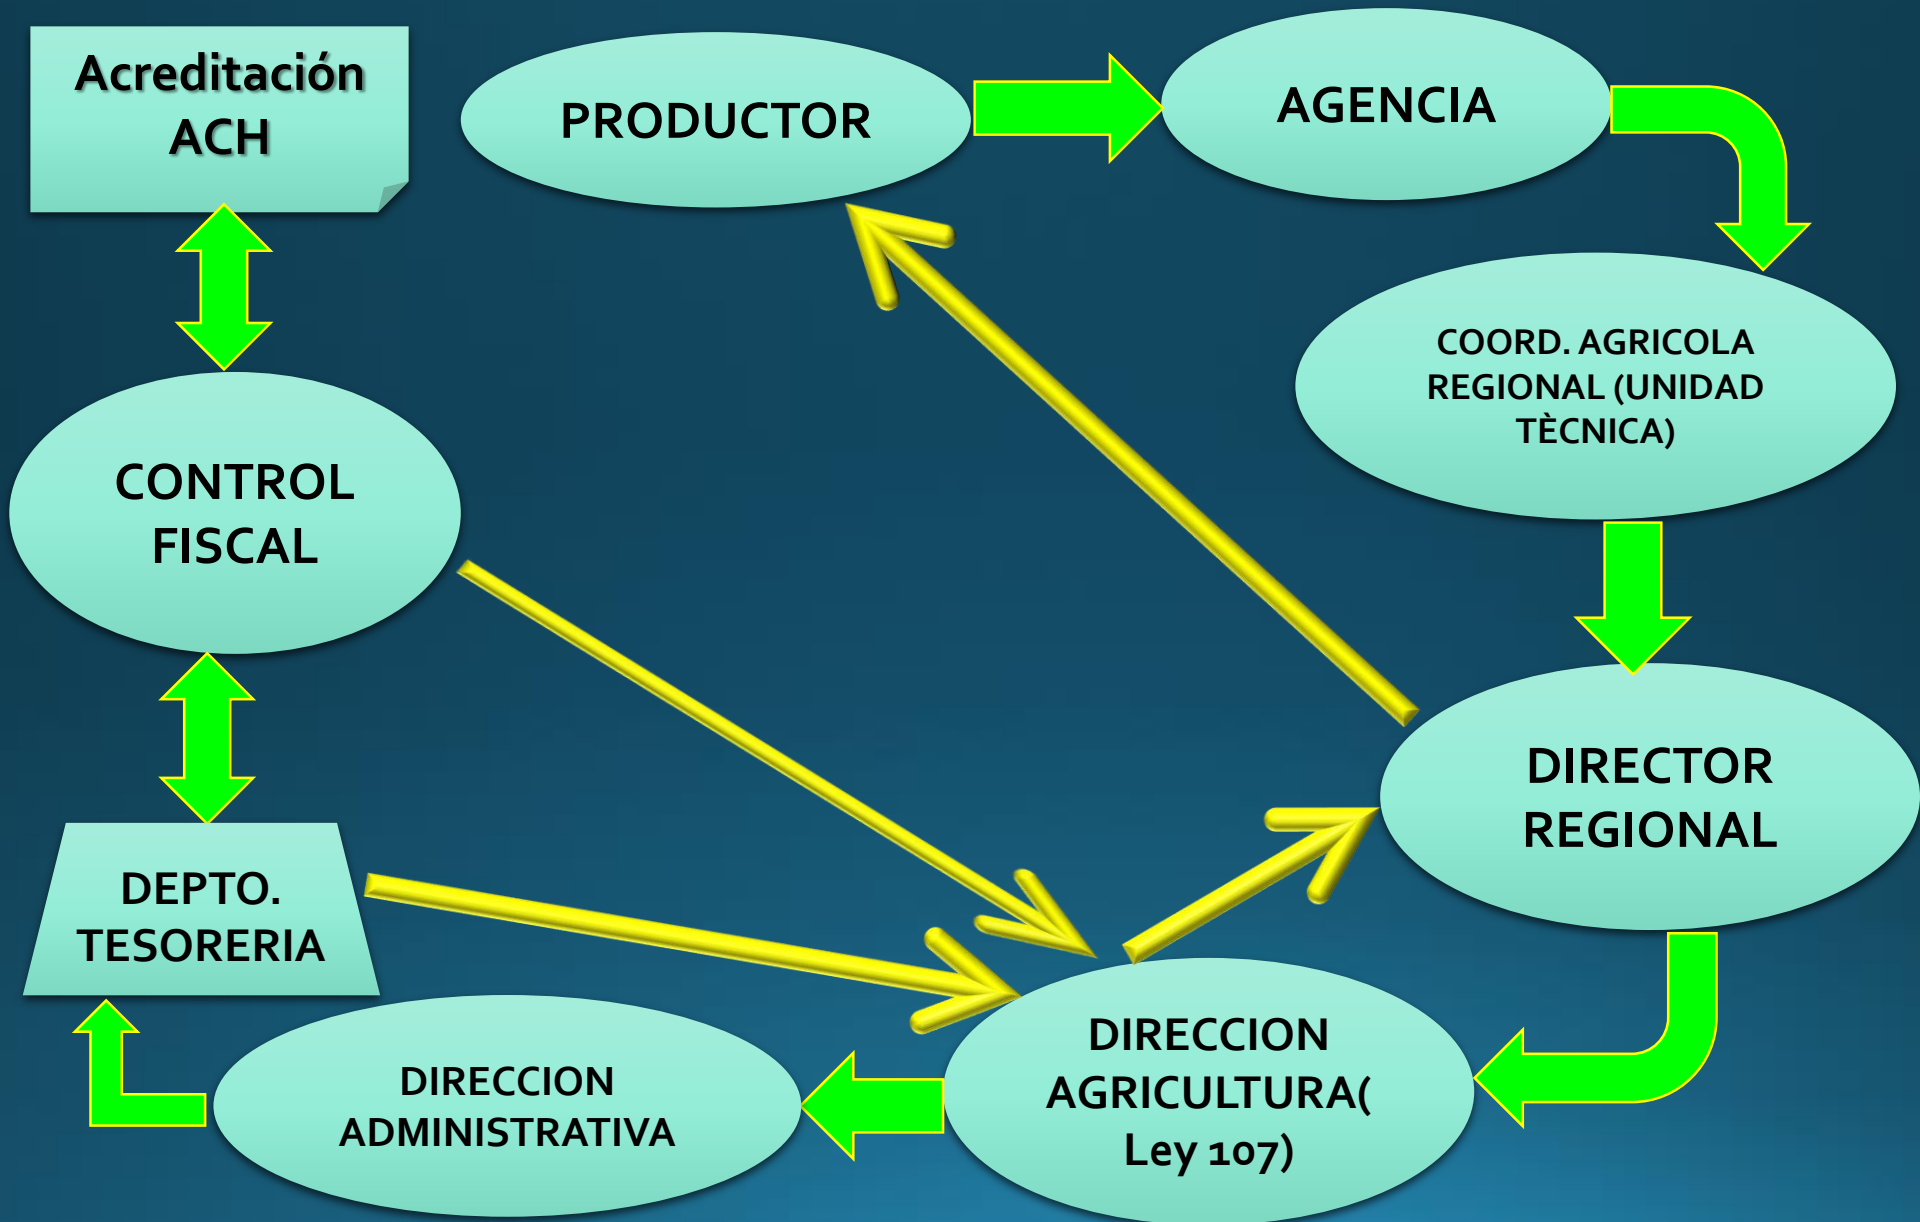 Acreditación
ACH
PRODUCTOR
AGENCIA
COORD. AGRICOLA
REGIONAL (UNIDAD
TÈCNICA)
CONTROL
FISCAL
DIRECTOR
REGIONAL
DEPTO.
TESORERIA
DIRECCION
ADMINISTRATIVA
DIRECCION
AGRICULTURA(
Ley 107)